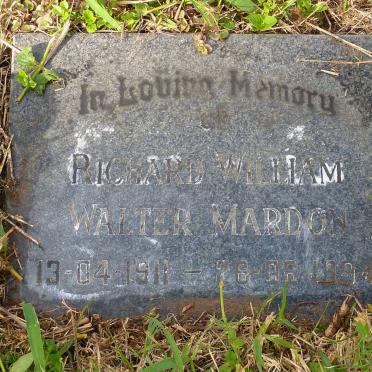 In Loving Memory
of
RICHARD WILLIAM
WALTER MARDON
13-04-1911 -